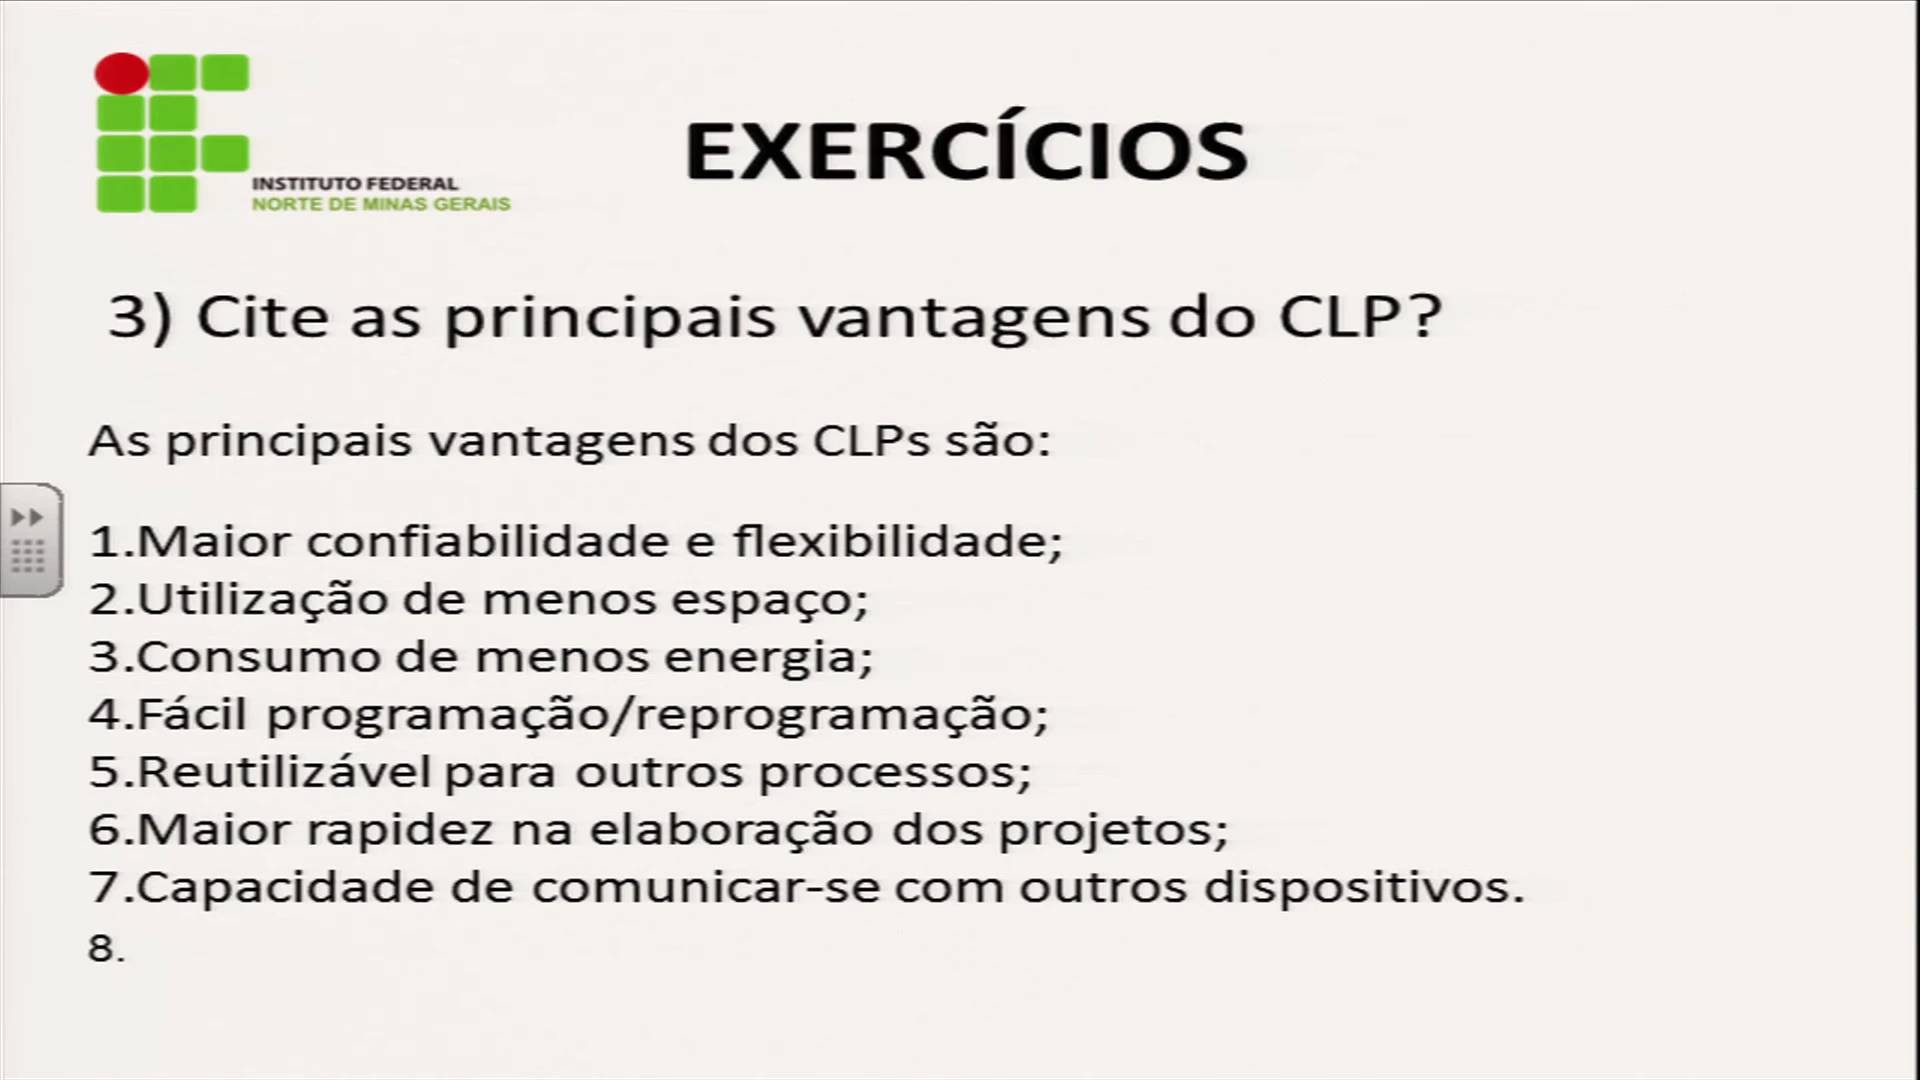 INSTITUTO FEDERAL
NORTE DE MINAS GERAIS
EXERCÍCIOS
3) Cite as principais vantagens do CLP?
As principais vantagens dos CLPs são:
1.Maior confiabilidade e flexibilidade;
2.Utilização de menos espaço;
3.Consumo de menos energia;
4.Fácil programação/reprogramação;
5.Reutilizável para outros processos;
6.Maior rapidez na elaboração dos projetos;
7.Capacidade de comunicar-se com outros dispositivos.
8.